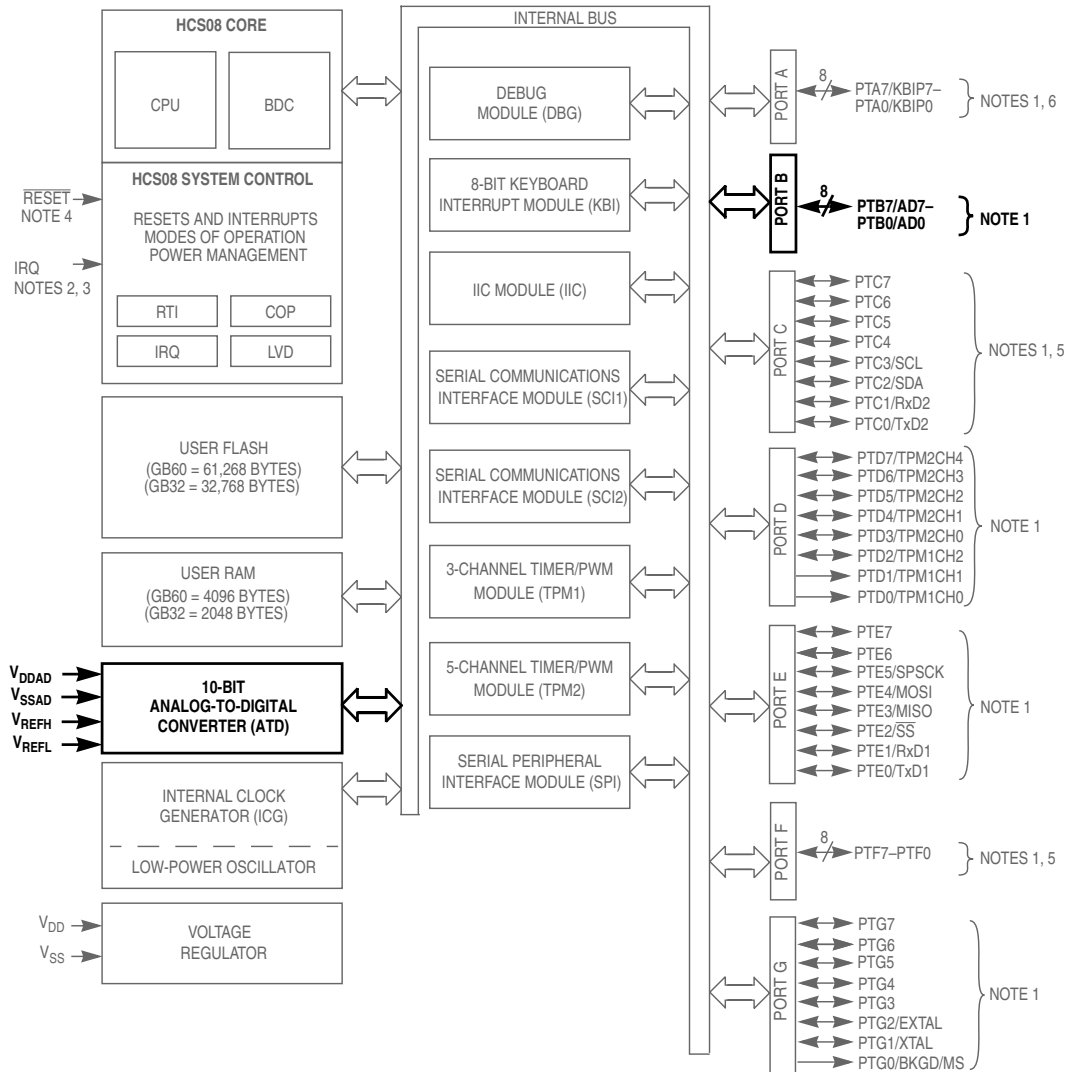 INTERNAL BUS
HCS08 CORE
CPU
BDC
HCS08 SYSTEM CONTROL
RESETS AND INTERRUPTS
MODES OF OPERATION
POWER MANAGEMENT
RTI
COP
IRQ
LVD
RESET
NOTE 4
IRQ
NOTES 2, 3
USER FLASH
(GB60 = 61,268 BYTES)
(GB32 = 32,768 BYTES)
USER RAM
(GB60 = 4096 BYTES)
(GB32 = 2048 BYTES)
VDDAD
VSSAD
VREFH
VREFL
10-BIT
ANALOG-TO-DIGITAL
CONVERTER (ATD)
INTERNAL CLOCK
GENERATOR (ICG)
LOW-POWER OSCILLATOR
VDD
VSS
VOLTAGE
REGULATOR
DEBUG
MODULE (DBG)
8-BIT KEYBOARD
INTERRUPT MODULE (KBI)
IIC MODULE (IIC)
SERIAL COMMUNICATIONS
INTERFACE MODULE (SCI1)
SERIAL COMMUNICATIONS
INTERFACE MODULE (SCI2)
3-CHANNEL TIMER/PWM
MODULE (TPM1)
5-CHANNEL TIMER/PWM
MODULE (TPM2)
SERIAL PERIPHERAL
INTERFACE MODULE (SPI)
PORT A
8
PTA7/KBIP7–
PTA0/KBIP0
NOTES 1, 6
PORT B
8
PTB7/AD7–
PTB0/AD0
NOTE 1
PORT C
PTC7
PTC6
PTC5
PTC4
PTC3/SCL
PTC2/SDA
PTC1/RxD2
PTC0/TxD2
NOTES 1, 5
PORT D
PTD7/TPM2CH4
PTD6/TPM2CH3
PTD5/TPM2CH2
PTD4/TPM2CH1
PTD3/TPM2CH0
PTD2/TPM1CH2
PTD1/TPM1CH1
PTD0/TPM1CH0
NOTE 1
PORT E
PTE7
PTE6
PTE5/SPSCK
PTE4/MOSI
PTE3/MISO
PTE2/SS
PTE1/RxD1
PTE0/TxD1
NOTE 1
PORT F
8
PTF7–PTF0
NOTES 1, 5
PORT G
PTG7
PTG6
PTG5
PTG4
PTG3
PTG2/EXTAL
PTG1/XTAL
PTG0/BKGD/MS
NOTE 1